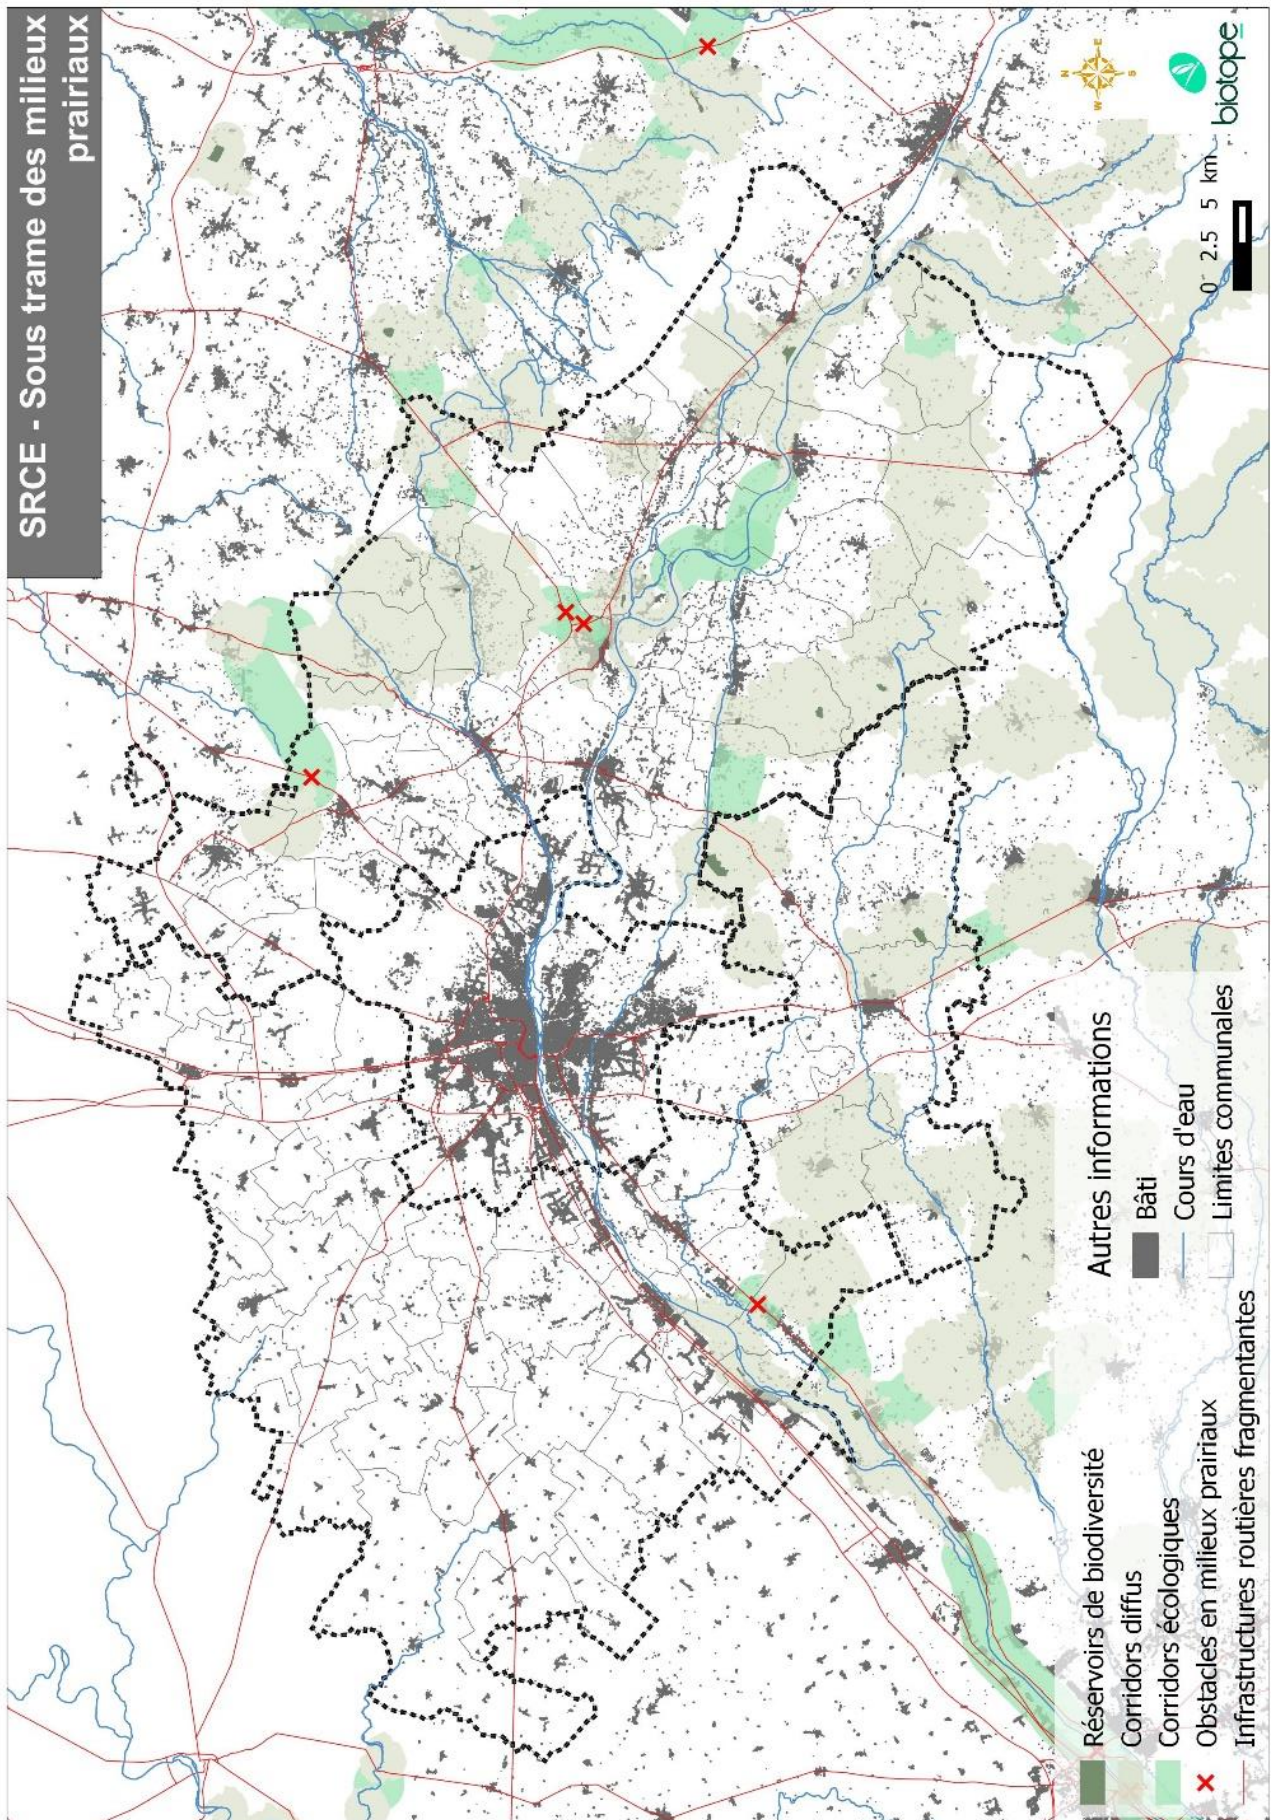 SRCE - Sous trame des milieux
prairiaux
Réservoirs de biodiversité
Corridors diffus
Corridors écologiques
Obstacles en milieux prairiaux
Infrastructures routières fragmentantes
Autres informations
Bâti
Cours d'eau
Limites communales
0 2.5 5 km
N
W E
S
biotope